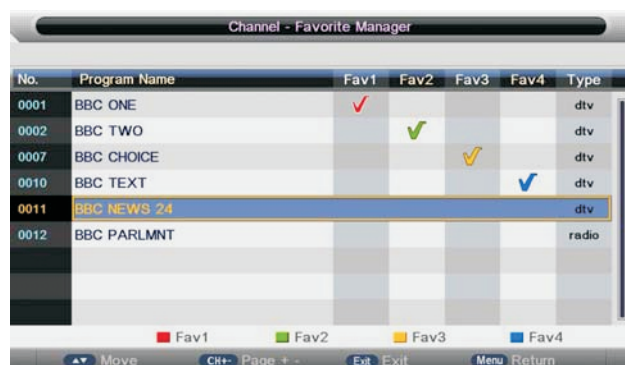 Channel - Favorite Manager
No. Program Name Fav1 Fav2 Fav3 Fav4 Type
0001 BBC ONE dtv
0002 BBC TWO dtv
0007 BBC CHOICE dtv
0010 BBC TEXT dtv
0011 BBC NEWS 24 dtv
0012 BBC PARLMNT radio
Fav1 Fav2 Fav3 Fav4
▲▼ Move CH+- Page + - Exit Exit Menu Return